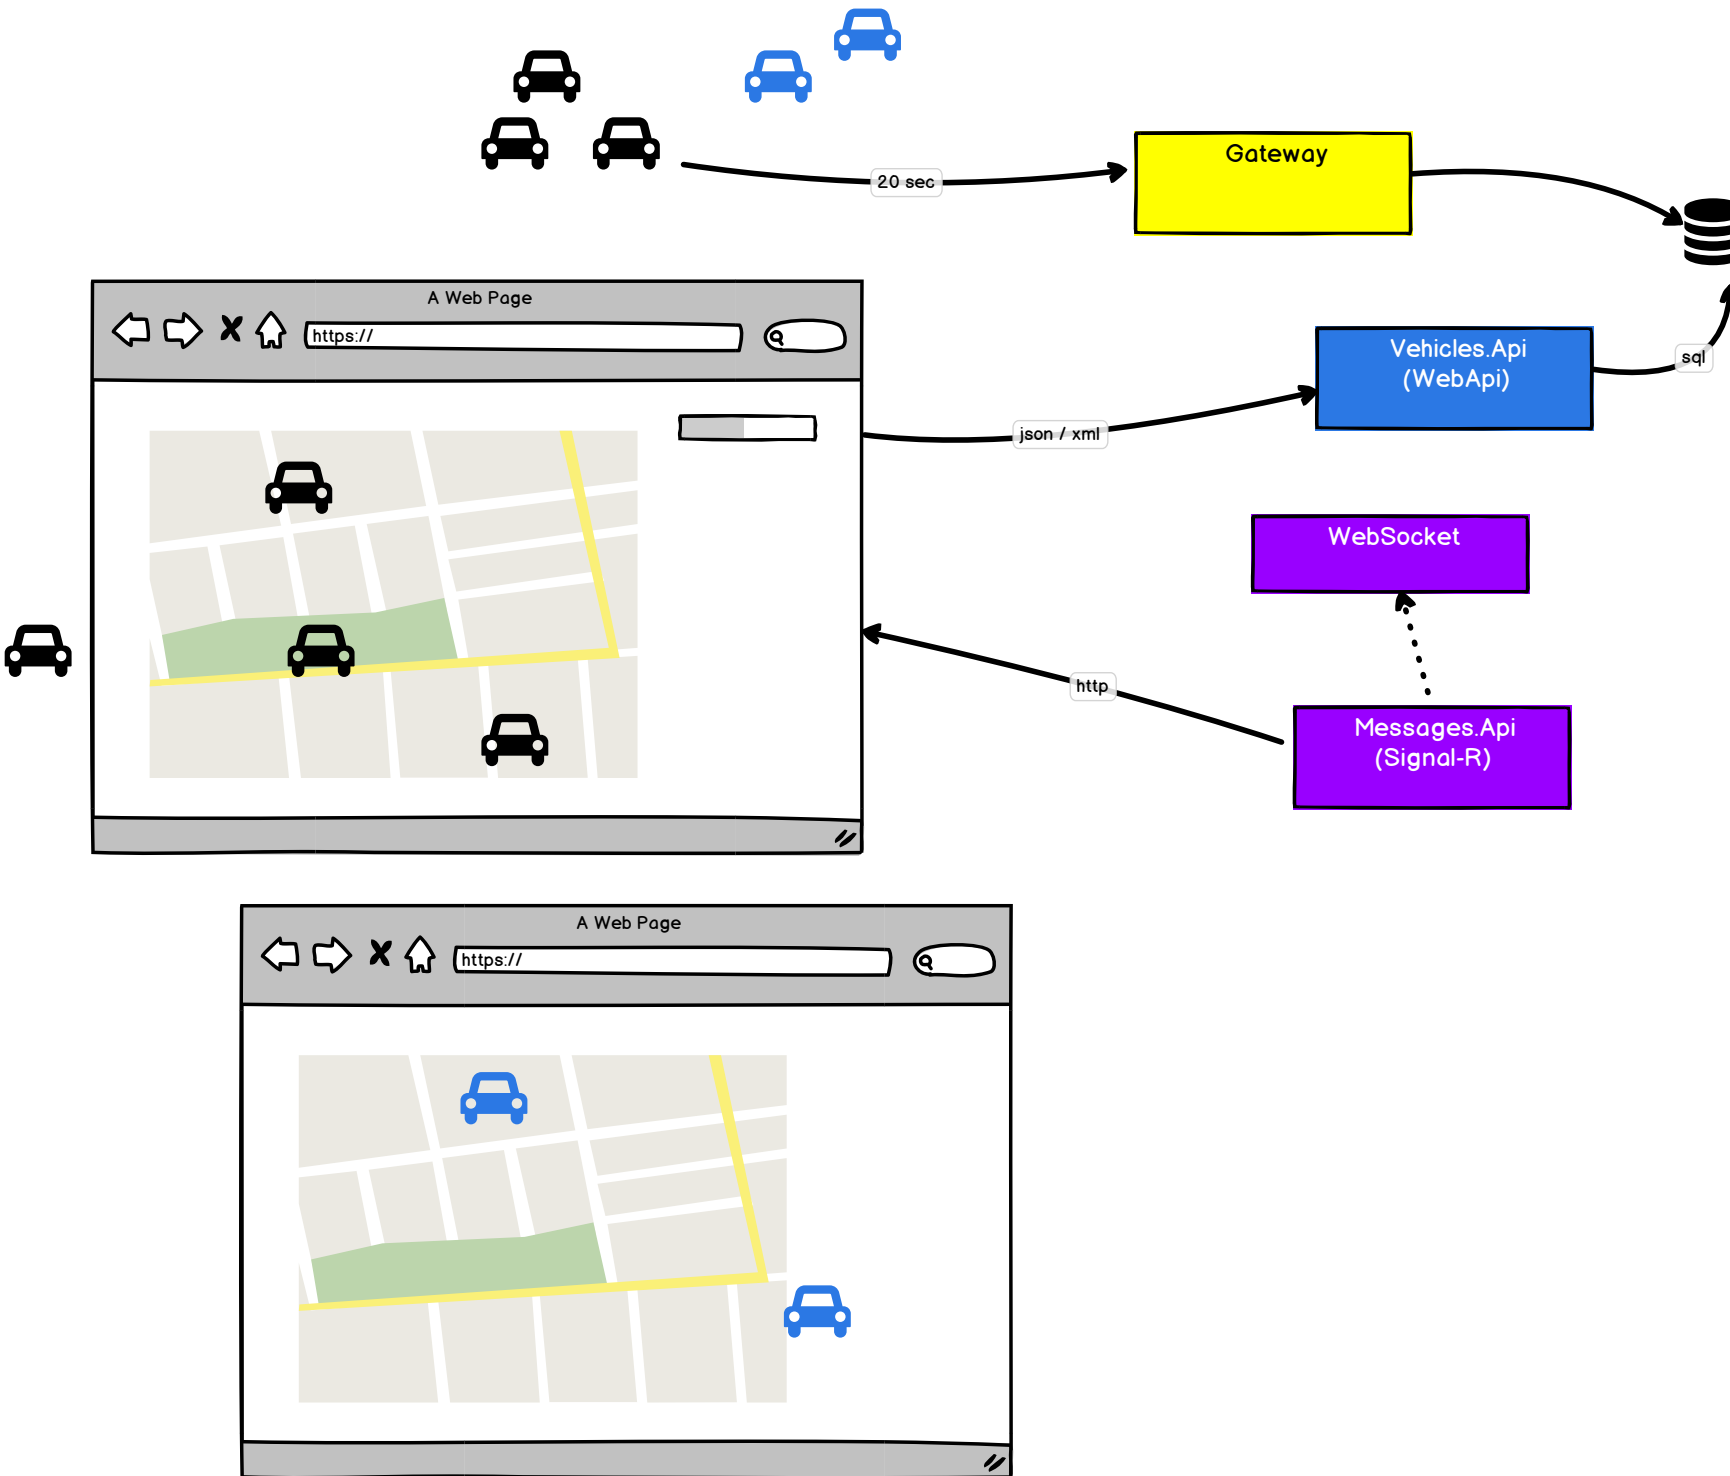 Gateway
20 sec
A Web Page
https://
Vehicles.Api
(WebApi)
sql
json / xml
WebSocket
http
Messages.Api
(Signal-R)
A Web Page
https://